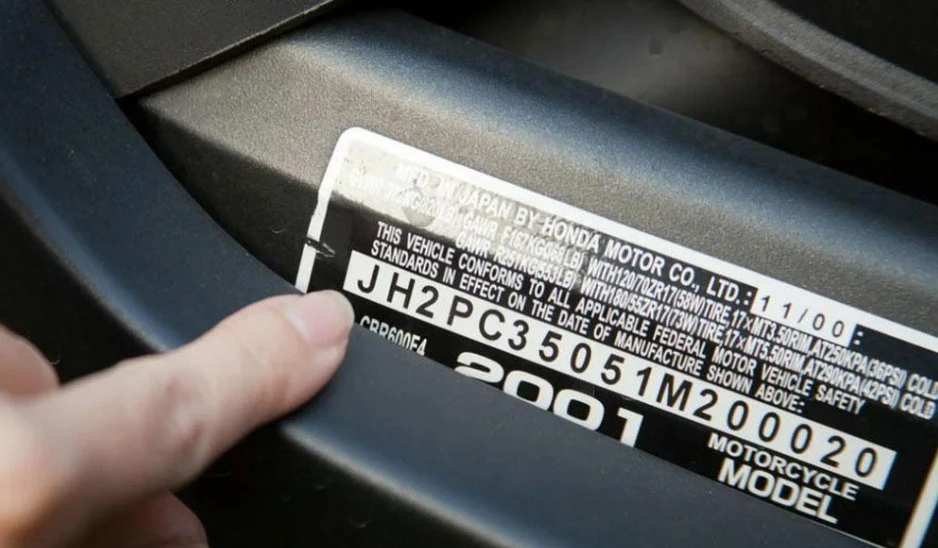 MFD. JAPAN BY HONDA MOTOR CO., LTD.: 11/00:
GAWR WITH120/70ZR17(58W)TIRE,17×MT3.50RIM,AT250KPA(36PSI) COLD
GAWR WITH180/55ZR17(73W)TIRE,17×MT5.50RIM,AT290KPA(42PSI) COLD
THIS VEHICLE CONFORMS TO ALL APPLICABLE FEDERAL MOTOR VEHICLE SAFETY
STANDARDS IN EFFECT ON THE DATE OF MANUFACTURE SHOWN ABOVE:
JH2PC35051M200020
CBR600F4
2001
MOTORCYCLE
MODEL